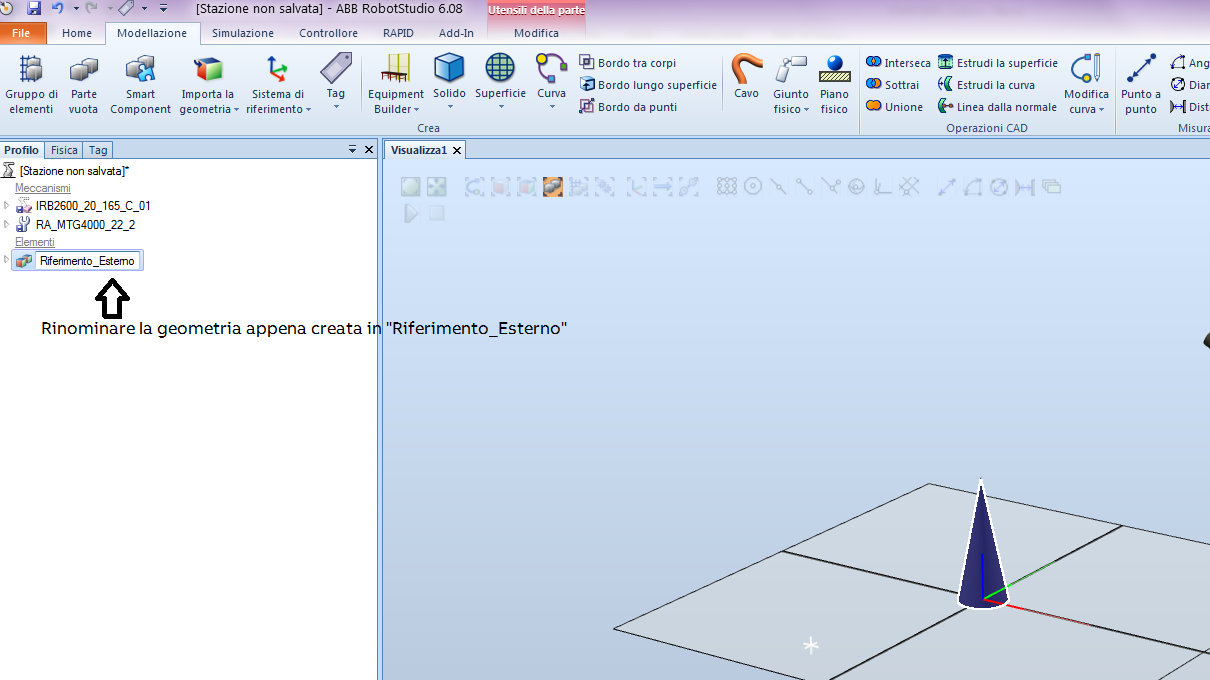 [Stazione non salvata] - ABB RobotStudio 6.08
Utensili della parte
File Home Modellazione Simulazione Controllore RAPID Add-In Modifica
Gruppo di elementi
Parte vuota
Smart Component
Importa la geometria
Sistema di riferimento
Tag
Equipment Builder
Solido
Superficie
Curva
Bordo tra corpi
Bordo lungo superficie
Bordo da punti
Crea
Cavo
Giunto fisico
Piano fisico
Interseca
Sottrai
Unione
Estrudi la superficie
Estrudi la curva
Linea dalla normale
Modifica curva
Operazioni CAD
Punto a punto
Ang
Diar
Dist
Misura
Profilo Fisica Tag
Visualizza1
[Stazione non salvata]*
Meccanismi
IRB2600_20_165_C_01
RA_MTG4000_22_2
Elementi
Riferimento_Esterno
Rinominare la geometria appena creata in "Riferimento_Esterno"